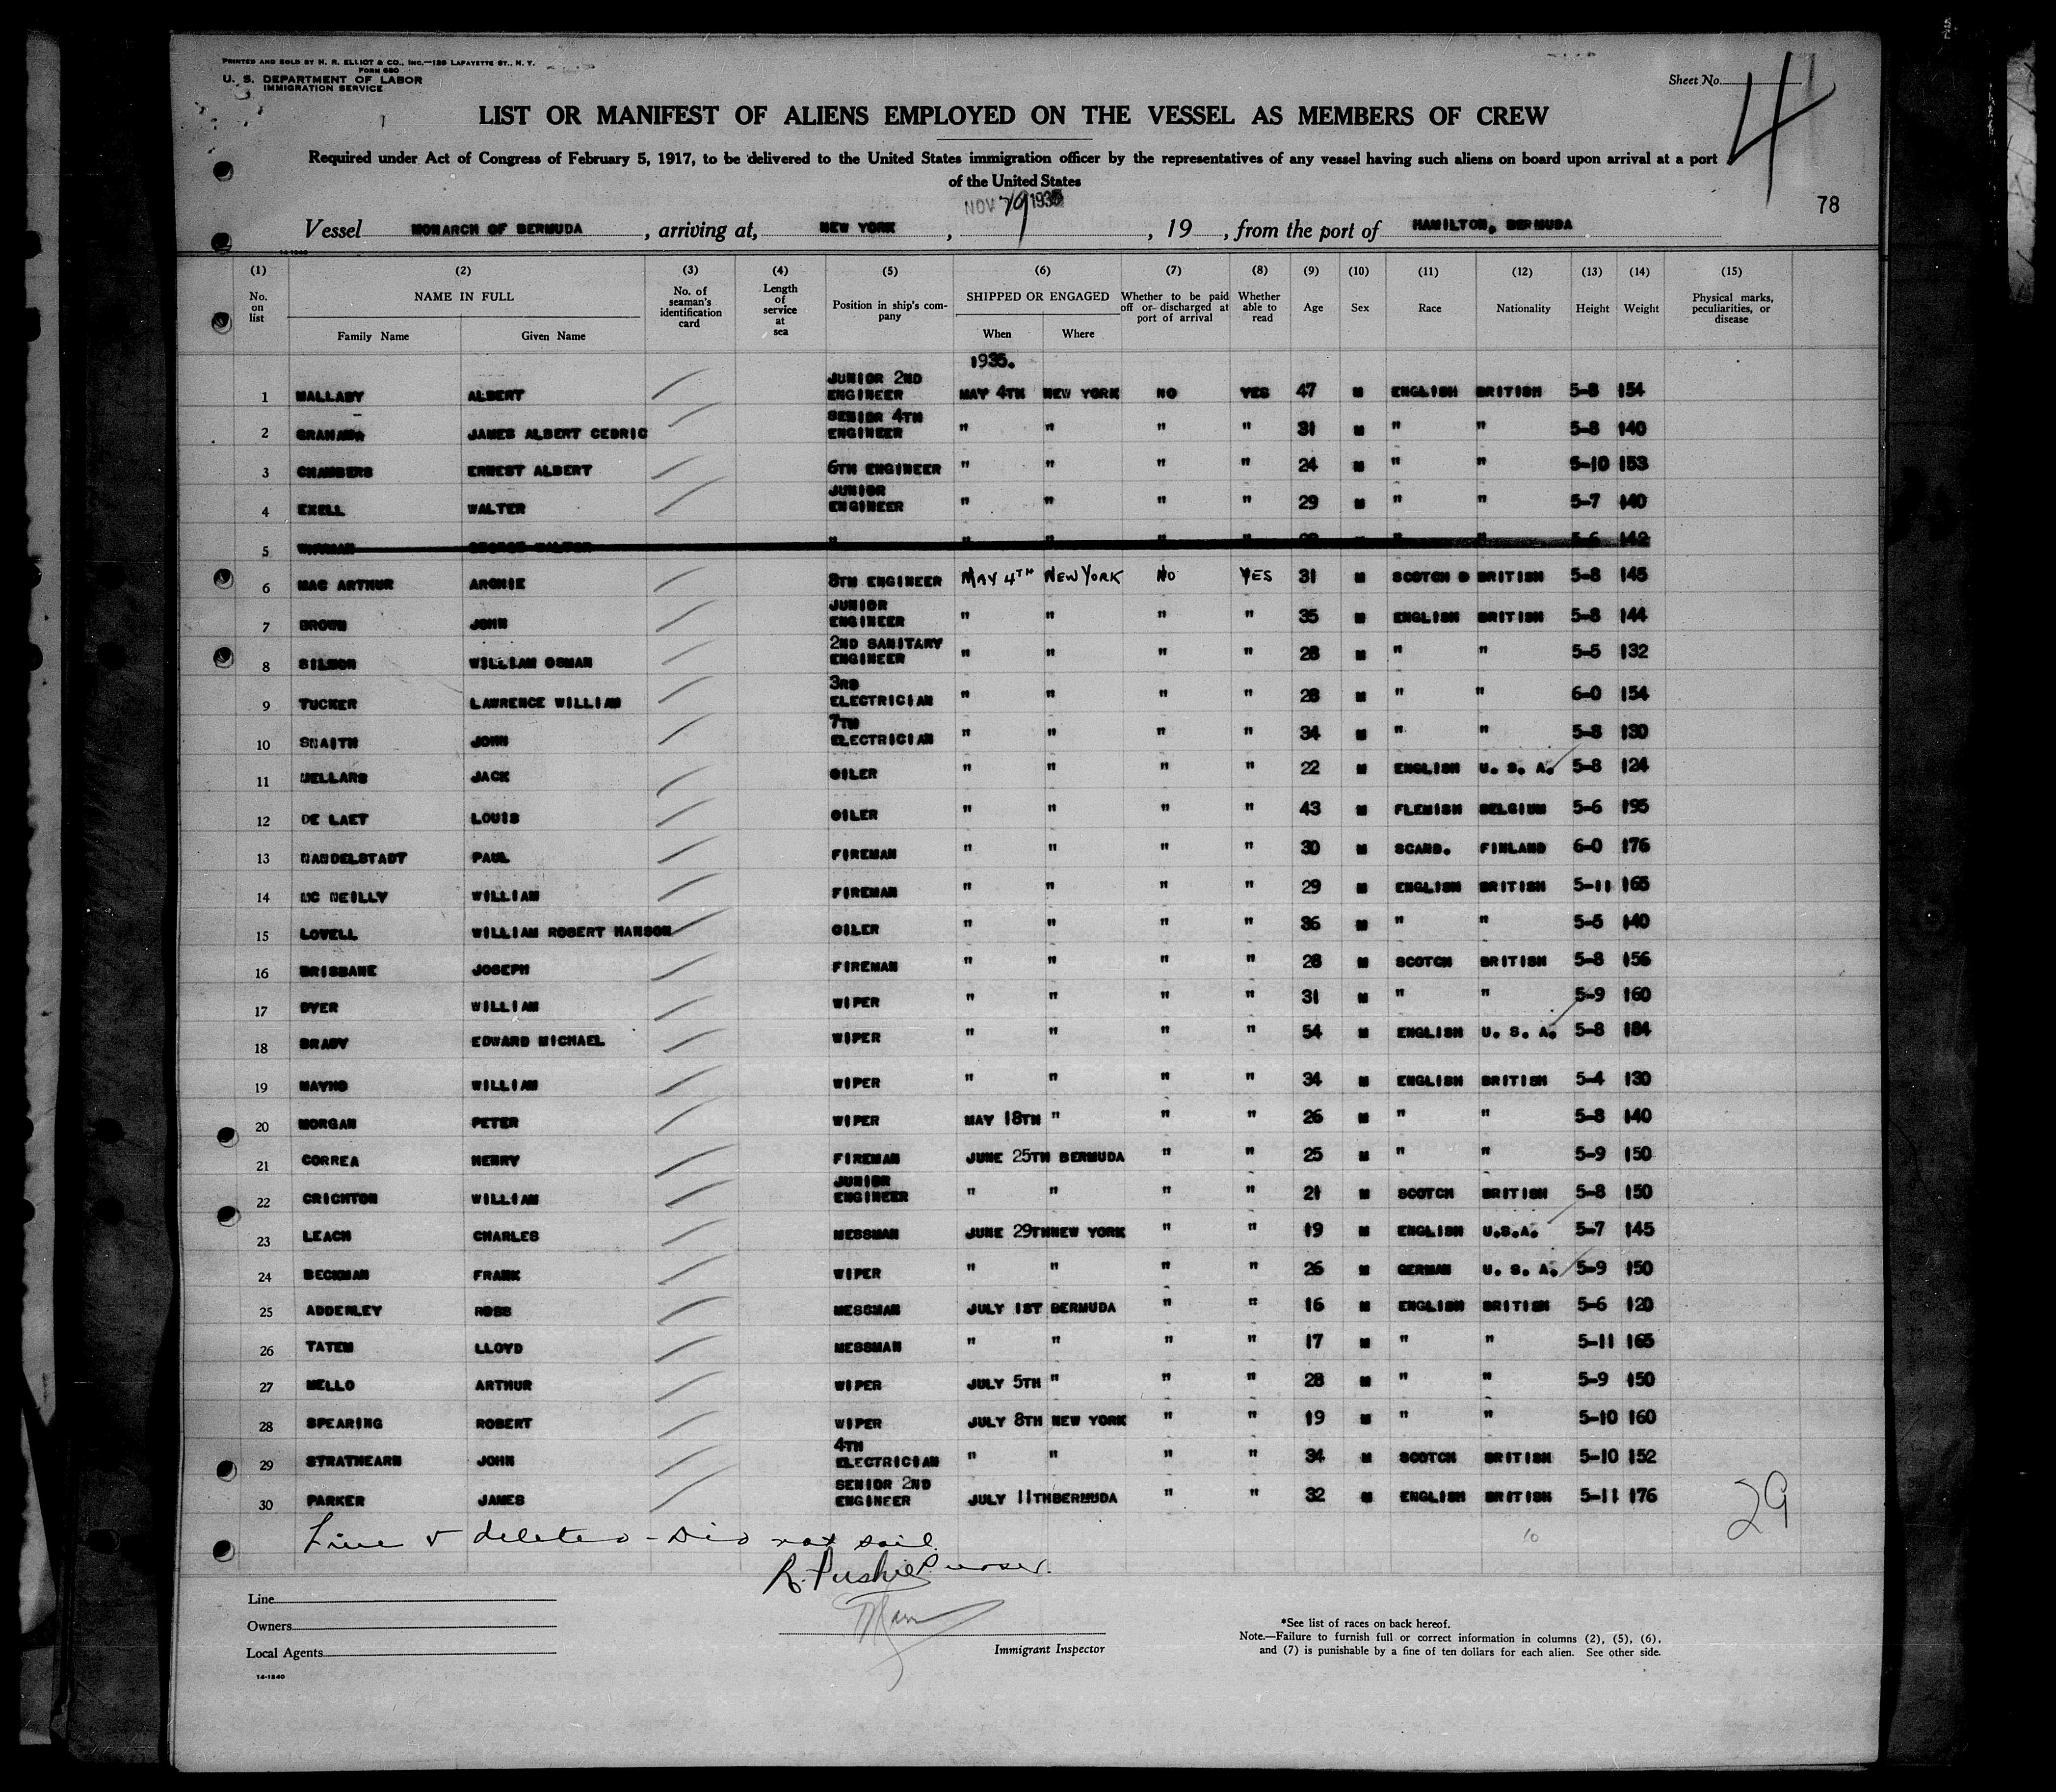 PRINTED AND SOLD BY H. R. ELLIOT & CO., INC.—129 LAFAYETTE ST., N. Y.
FORM 680
U. S. DEPARTMENT OF LABOR
IMMIGRATION SERVICE
Sheet No. 4
LIST OR MANIFEST OF ALIENS EMPLOYED ON THE VESSEL AS MEMBERS OF CREW
Required under Act of Congress of February 5, 1917, to be delivered to the United States immigration officer by the representatives of any vessel having such aliens on board upon arrival at a port
of the United States
78
Vessel MONARCH OF BERMUDA, arriving at, NEW YORK, NOV 1935, 19 , from the port of HAMILTON, BERMUDA
14-1240
(1) (2) (3) (4) (5) (6) (7) (8) (9) (10) (11) (12) (13) (14) (15)
No. on list NAME IN FULL Family Name Given Name No. of seaman's identification card Length of service at sea Position in ship's company SHIPPED OR ENGAGED When Where Whether to be paid off or discharged at port of arrival Whether able to read Age Sex Race Nationality Height Weight Physical marks, peculiarities, or disease
1935.
1 MALLABY ALBERT JUNIOR 2ND ENGINEER MAY 4TH NEW YORK NO YES 47 M ENGLISH BRITISH 5-8 154
2 GRAHAM JAMES ALBERT CEDRIC SENIOR 4TH ENGINEER " " " " 31 M " " 5-8 140
3 CHAMBERS ERNEST ALBERT 6TH ENGINEER " " " " 24 M " " 5-10 153
4 EXELL WALTER JUNIOR ENGINEER " " " " 29 M " " 5-7 140
5 GEORGE WALTER " " " " " " " 5-6 142
6 MAC ARTHUR ARCHIE 8TH ENGINEER MAY 4TH NEW YORK NO YES 31 M SCOTCH BRITISH 5-8 145
7 BROWN JOHN JUNIOR ENGINEER " " " " 35 M ENGLISH BRITISH 5-8 144
8 SILMON WILLIAM OSMAN 2ND SANITARY ENGINEER " " " " 28 M " " 5-5 132
9 TUCKER LAWRENCE WILLIAM 3RD ELECTRICIAN " " " " 28 M " " 6-0 154
10 SNAITH JOHN 7TH ELECTRICIAN " " " " 34 M " " 5-8 130
11 MELLARS JACK OILER " " " " 22 M ENGLISH U. S. A. 5-8 124
12 DE LAET LOUIS OILER " " " " 43 M FLEMISH BELGIUM 5-6 195
13 MANDELSTADT PAUL FIREMAN " " " " 30 M SCAND. FINLAND 6-0 176
14 MC NEILLY WILLIAM FIREMAN " " " " 29 M ENGLISH BRITISH 5-11 165
15 LOVELL WILLIAM ROBERT HANSON OILER " " " " 36 M " " 5-5 140
16 BRISBANE JOSEPH FIREMAN " " " " 28 M SCOTCH BRITISH 5-8 156
17 DYER WILLIAM WIPER " " " " 31 M " " 5-9 160
18 BRADY EDWARD MICHAEL WIPER " " " " 54 M ENGLISH U. S. A. 5-8 184
19 MAYHO WILLIAM WIPER " " " " 34 M ENGLISH BRITISH 5-4 130
20 MORGAN PETER WIPER MAY 18TH " " " 26 M " " 5-8 140
21 CORREA HENRY FIREMAN JUNE 25TH BERMUDA " " 25 M " " 5-9 150
22 CRICHTON WILLIAM JUNIOR ENGINEER " " " " 21 M SCOTCH BRITISH 5-8 150
23 LEACH CHARLES MESSMAN JUNE 29TH NEW YORK " " 19 M ENGLISH U.S.A. 5-7 145
24 BECKMAN FRANK WIPER " " " " 26 M GERMAN U. S. A. 5-9 150
25 ADDERLEY ROSS MESSMAN JULY 1ST BERMUDA " " 16 M ENGLISH BRITISH 5-6 120
26 TATEM LLOYD MESSMAN " " " " 17 M " " 5-11 165
27 MELLO ARTHUR WIPER JULY 5TH " " " 28 M " " 5-9 150
28 SPEARING ROBERT WIPER JULY 8TH NEW YORK " " 19 M " " 5-10 160
29 STRATHEARN JOHN 4TH ELECTRICIAN " " " " 34 M SCOTCH BRITISH 5-10 152
30 PARKER JAMES SENIOR 2ND ENGINEER JULY 11TH BERMUDA " " 32 M ENGLISH BRITISH 5-11 176
29
Line 5 deleted - Did not sail.
10
R. Pushie Purser.
Line
Owners
Local Agents
14-1240
Immigrant Inspector
*See list of races on back hereof.
Note.—Failure to furnish full or correct information in columns (2), (5), (6),
and (7) is punishable by a fine of ten dollars for each alien. See other side.